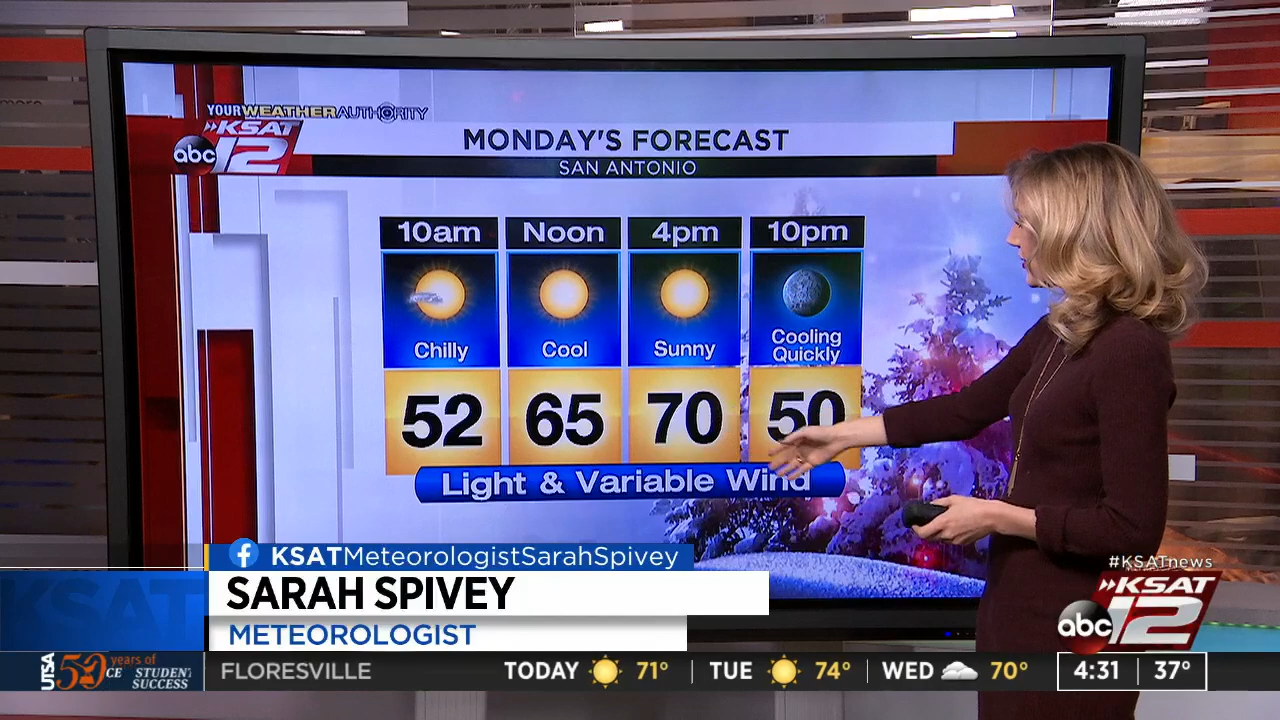 YOUR WEATHER AUTHORITY
KSAT
abc 12
MONDAY'S FORECAST
SAN ANTONIO
10am Noon 4pm 10pm
Chilly Cool Sunny Cooling Quickly
52 65 70 50
Light & Variable Wind
KSATMeteorologistSarahSpivey
SARAH SPIVEY
METEOROLOGIST
KSAT
#KSATnews
KSAT
abc 12
UTSA 50 years of CE STUDENT SUCCESS
FLORESVILLE TODAY 71° TUE 74° WED 70° 4:31 37°